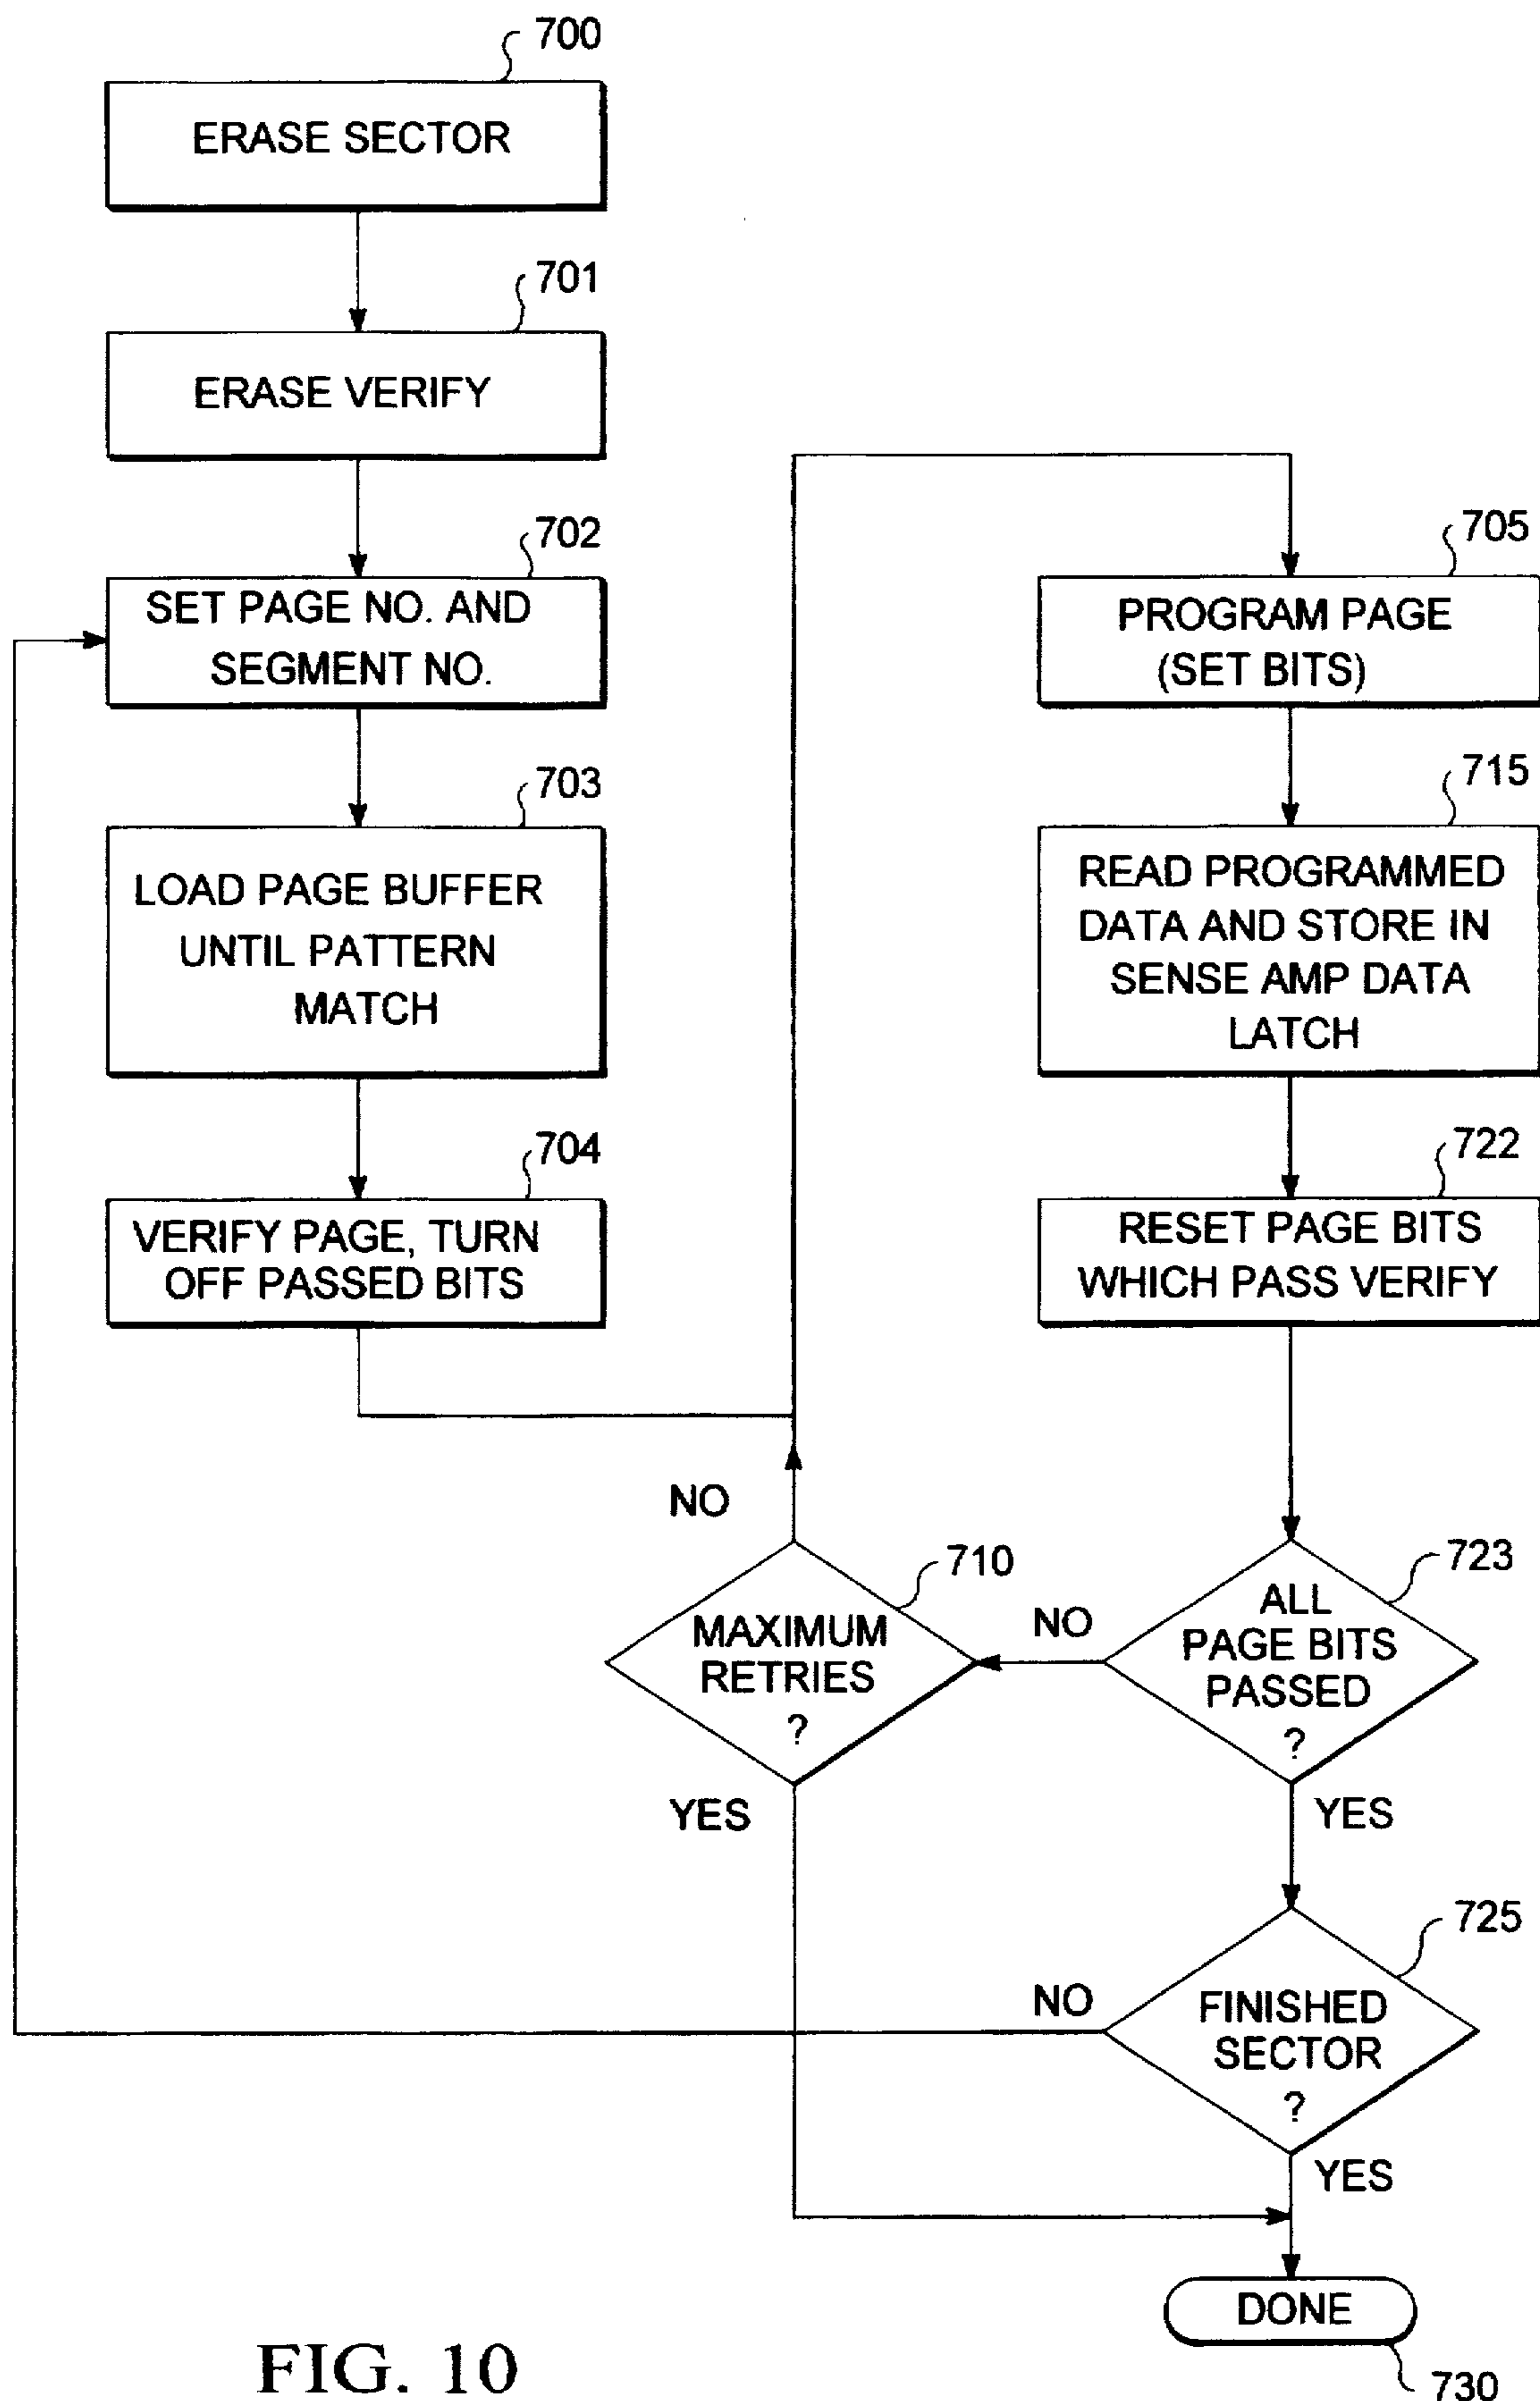 700
ERASE SECTOR
701
ERASE VERIFY
702
SET PAGE NO. AND
SEGMENT NO.
703
LOAD PAGE BUFFER
UNTIL PATTERN
MATCH
704
VERIFY PAGE, TURN
OFF PASSED BITS
705
PROGRAM PAGE
(SET BITS)
715
READ PROGRAMMED
DATA AND STORE IN
SENSE AMP DATA
LATCH
722
RESET PAGE BITS
WHICH PASS VERIFY
723
ALL
PAGE BITS
PASSED
?
NO
YES
710
MAXIMUM
RETRIES
?
NO
YES
725
FINISHED
SECTOR
?
NO
YES
DONE
730
FIG. 10